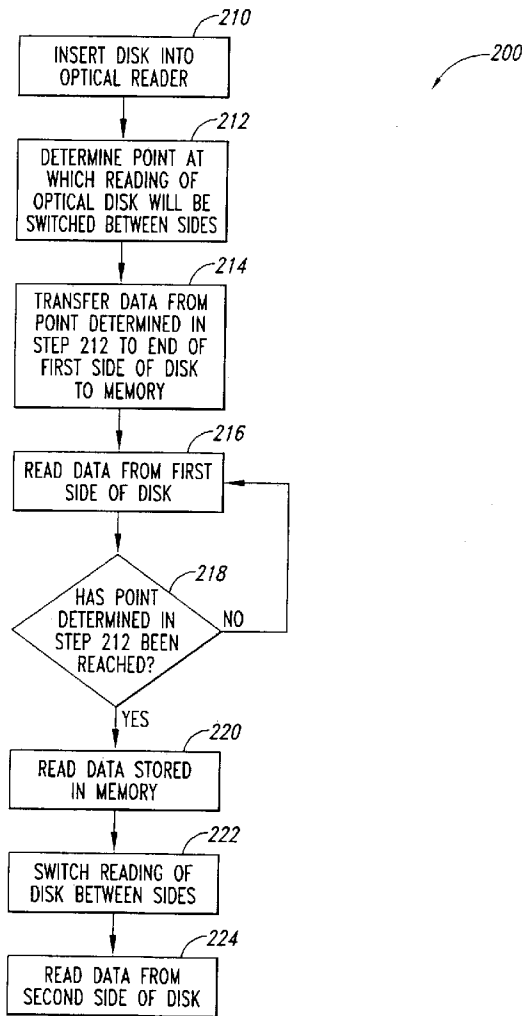 210
INSERT DISK INTO
OPTICAL READER
200
212
DETERMINE POINT AT
WHICH READING OF
OPTICAL DISK WILL BE
SWITCHED BETWEEN SIDES
214
TRANSFER DATA FROM
POINT DETERMINED IN
STEP 212 TO END OF
FIRST SIDE OF DISK
TO MEMORY
216
READ DATA FROM FIRST
SIDE OF DISK
218
HAS POINT
DETERMINED IN
STEP 212 BEEN
REACHED?
NO
YES
220
READ DATA STORED
IN MEMORY
222
SWITCH READING OF
DISK BETWEEN SIDES
224
READ DATA FROM
SECOND SIDE OF DISK